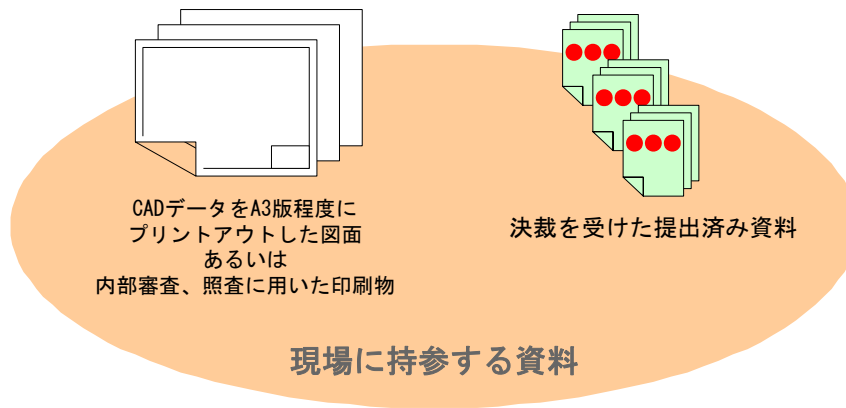 CADデータをA3版程度に
プリントアウトした図面
あるいは
内部審査、照査に用いた印刷物
決裁を受けた提出済み資料
現場に持参する資料